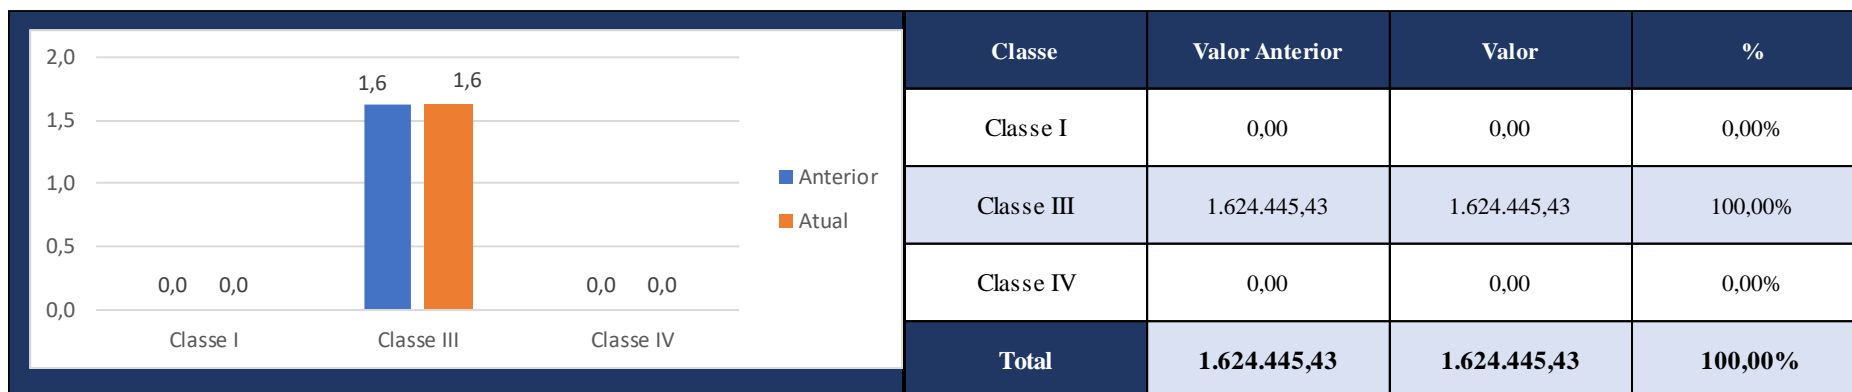 2,0
1,5
1,0
0,5
0,0
1,6 1,6
0,0 0,0
0,0 0,0
Classe I Classe III Classe IV
Anterior
Atual
Classe Valor Anterior Valor %
Classe I 0,00 0,00 0,00%
Classe III 1.624.445,43 1.624.445,43 100,00%
Classe IV 0,00 0,00 0,00%
Total 1.624.445,43 1.624.445,43 100,00%